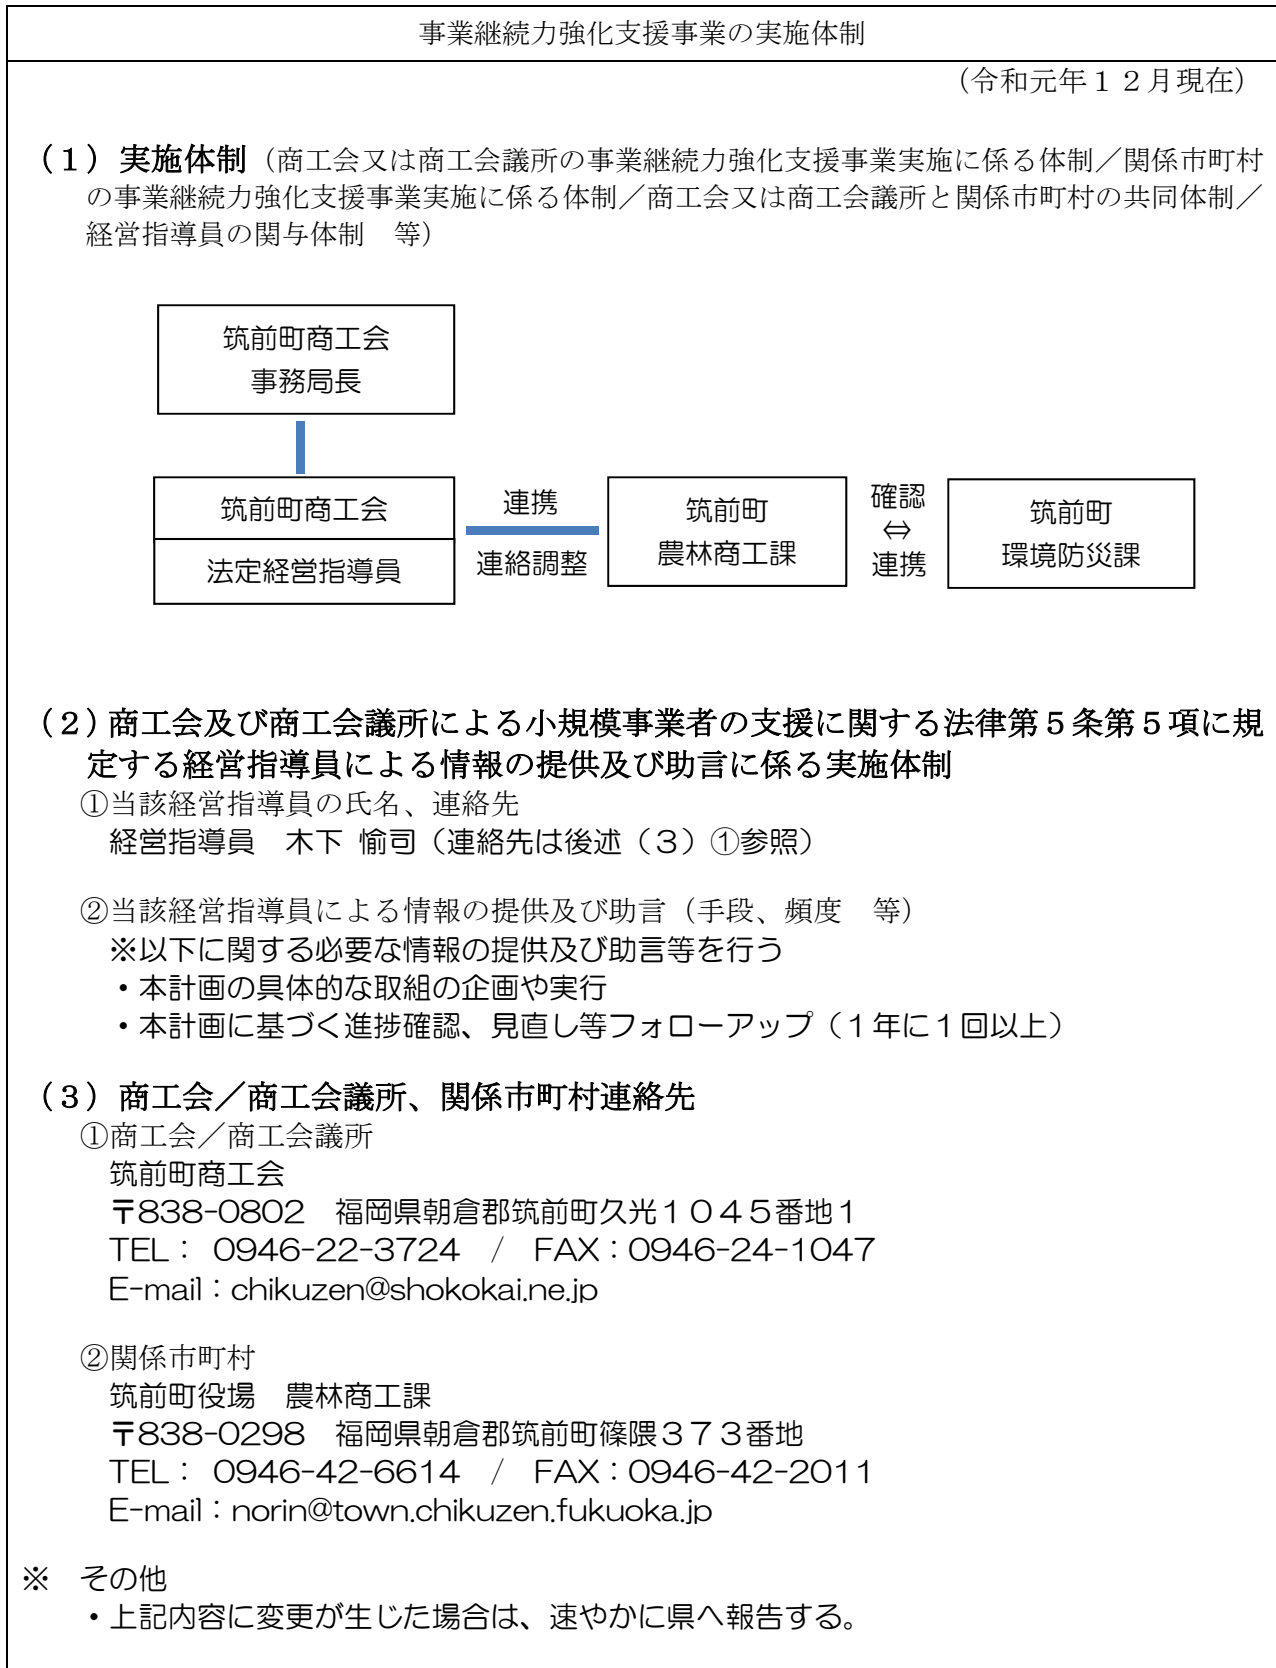 事業継続力強化支援事業の実施体制
（令和元年１２月現在）
（１）実施体制（商工会又は商工会議所の事業継続力強化支援事業実施に係る体制／関係市町村
の事業継続力強化支援事業実施に係る体制／商工会又は商工会議所と関係市町村の共同体制／
経営指導員の関与体制　等）
筑前町商工会
事務局長
筑前町商工会
法定経営指導員
連携
連絡調整
筑前町
農林商工課
確認
⇔
連携
筑前町
環境防災課
（２）商工会及び商工会議所による小規模事業者の支援に関する法律第５条第５項に規
定する経営指導員による情報の提供及び助言に係る実施体制
①当該経営指導員の氏名、連絡先
経営指導員　木下 愉司（連絡先は後述（３）①参照）
②当該経営指導員による情報の提供及び助言（手段、頻度　等）
※以下に関する必要な情報の提供及び助言等を行う
・本計画の具体的な取組の企画や実行
・本計画に基づく進捗確認、見直し等フォローアップ（１年に１回以上）
（３）商工会／商工会議所、関係市町村連絡先
①商工会／商工会議所
筑前町商工会
〒838-0802　福岡県朝倉郡筑前町久光１０４５番地１
TEL： 0946-22-3724　/　FAX：0946-24-1047
E-mail：chikuzen@shokokai.ne.jp
②関係市町村
筑前町役場　農林商工課
〒838-0298　福岡県朝倉郡筑前町篠隈３７３番地
TEL： 0946-42-6614　/　FAX：0946-42-2011
E-mail：norin@town.chikuzen.fukuoka.jp
※　その他
・上記内容に変更が生じた場合は、速やかに県へ報告する。